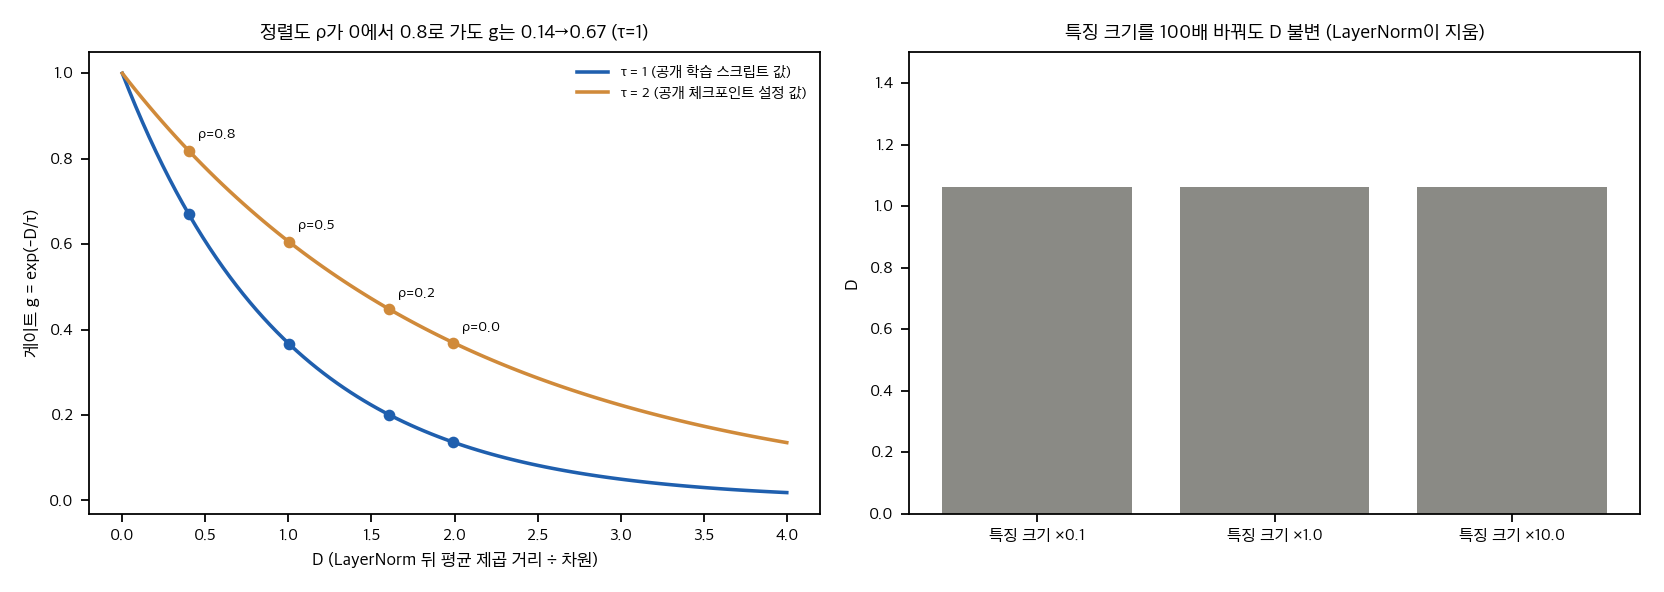 정렬도 ρ가 0에서 0.8로 가도 g는 0.14→0.67 (τ=1)
게이트 g = exp(-D/τ)
1.0
0.8
0.6
0.4
0.2
0.0
τ = 1 (공개 학습 스크립트 값)
τ = 2 (공개 체크포인트 설정 값)
ρ=0.8
ρ=0.5
ρ=0.2
ρ=0.0
0.0 0.5 1.0 1.5 2.0 2.5 3.0 3.5 4.0
D (LayerNorm 뒤 평균 제곱 거리 ÷ 차원)
특징 크기를 100배 바꿔도 D 불변 (LayerNorm이 지움)
D
1.4
1.2
1.0
0.8
0.6
0.4
0.2
0.0
특징 크기 ×0.1 특징 크기 ×1.0 특징 크기 ×10.0